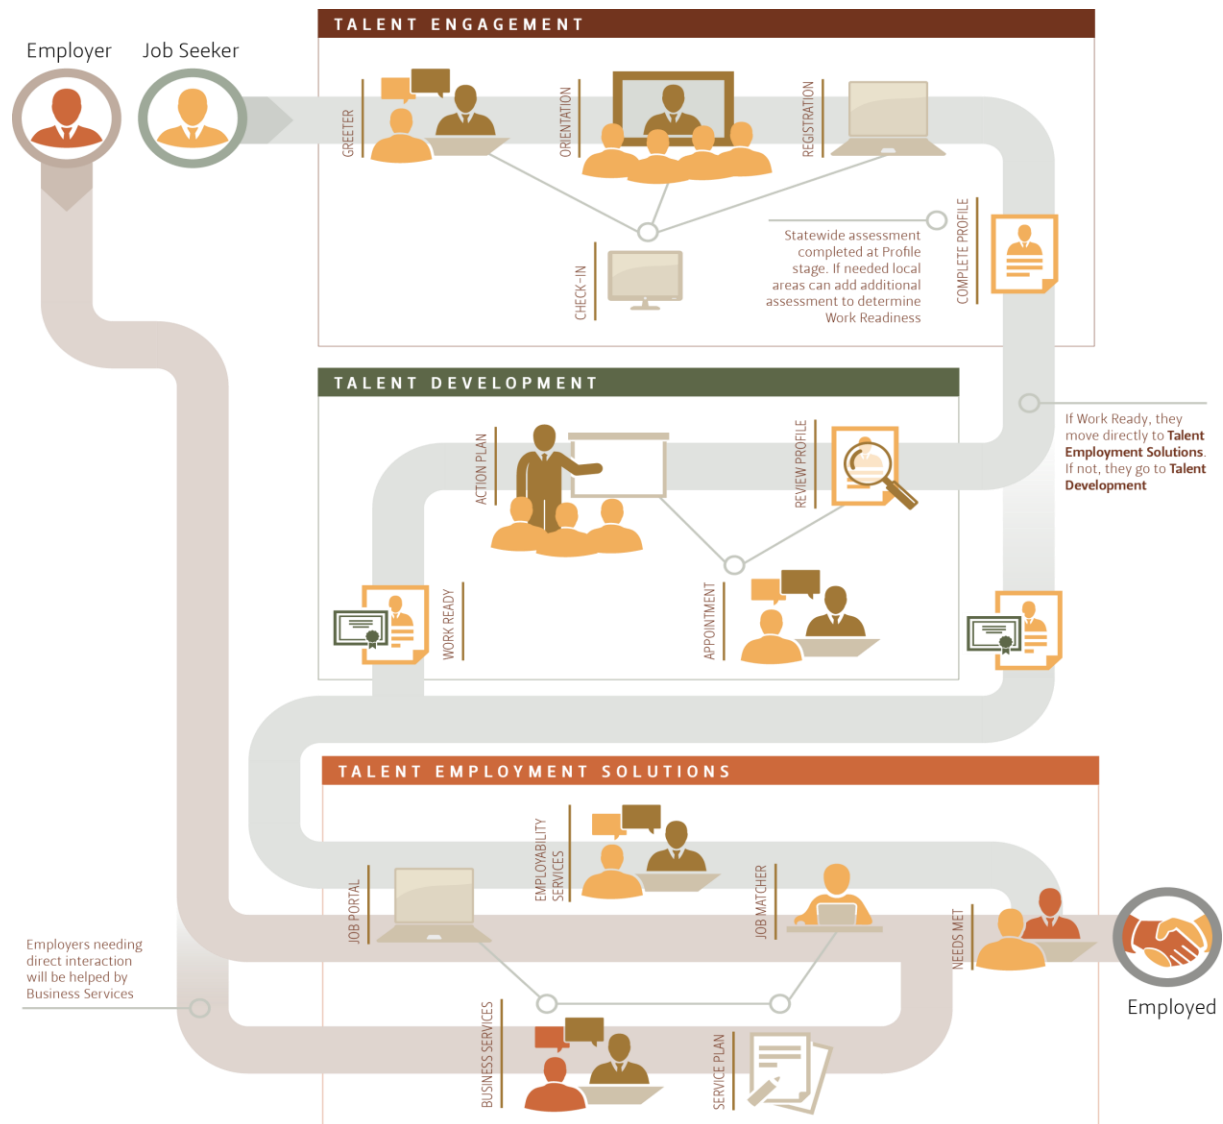 Employer
Job Seeker
TALENT ENGAGEMENT
GREETER
ORIENTATION
REGISTRATION
CHECK-IN
Statewide assessment
completed at Profile
stage. If needed local
areas can add additional
assessment to determine
Work Readiness
COMPLETE PROFILE
TALENT DEVELOPMENT
If Work Ready, they
move directly to Talent
Employment Solutions.
If not, they go to Talent
Development
ACTION PLAN
REVIEW PROFILE
WORK READY
APPOINTMENT
TALENT EMPLOYMENT SOLUTIONS
EMPLOYABILITY
SERVICES
JOB PORTAL
JOB MATCHER
NEEDS MET
Employers needing
direct interaction
will be helped by
Business Services
Employed
BUSINESS SERVICES
SERVICE PLAN